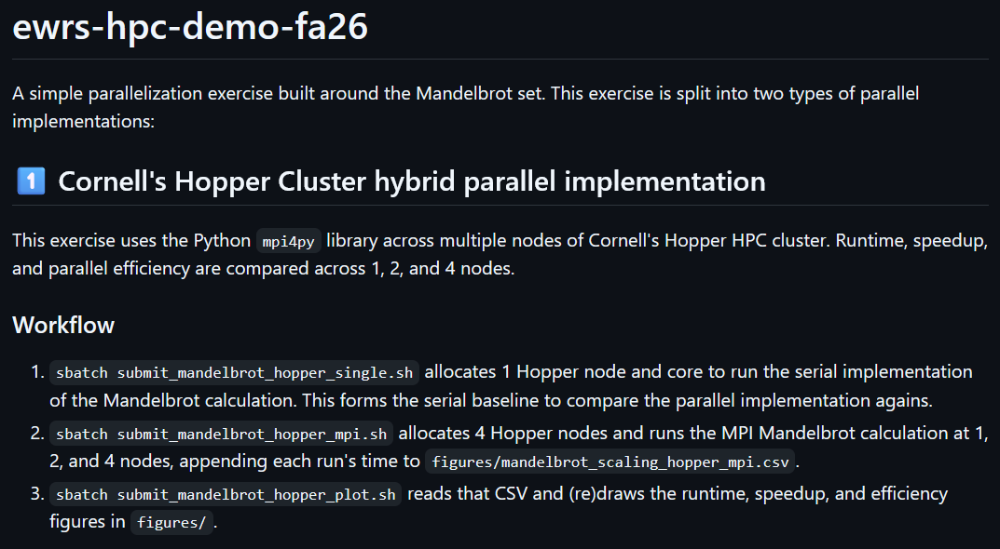 ewrs-hpc-demo-fa26
A simple parallelization exercise built around the Mandelbrot set. This exercise is split into two types of parallel
implementations:
1 Cornell's Hopper Cluster hybrid parallel implementation
This exercise uses the Python mpi4py library across multiple nodes of Cornell's Hopper HPC cluster. Runtime, speedup,
and parallel efficiency are compared across 1, 2, and 4 nodes.
Workflow
1. sbatch submit_mandelbrot_hopper_single.sh allocates 1 Hopper node and core to run the serial implementation
of the Mandelbrot calculation. This forms the serial baseline to compare the parallel implementation agains.
2. sbatch submit_mandelbrot_hopper_mpi.sh allocates 4 Hopper nodes and runs the MPI Mandelbrot calculation at 1,
2, and 4 nodes, appending each run's time to figures/mandelbrot_scaling_hopper_mpi.csv.
3. sbatch submit_mandelbrot_hopper_plot.sh reads that CSV and (re)draws the runtime, speedup, and efficiency
figures in figures/.